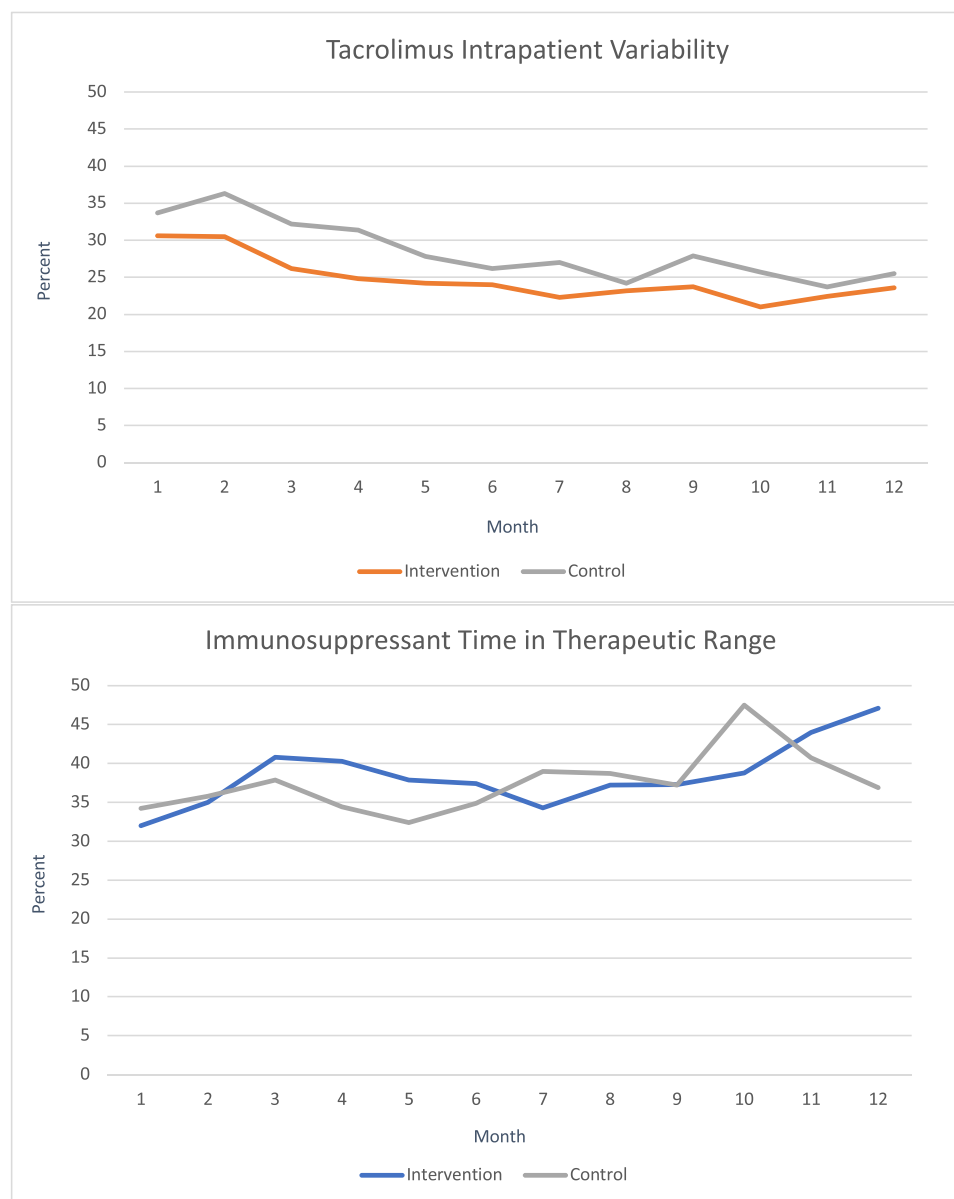 Tacrolimus Intrapatient Variability
50
45
40
35
30
25
20
15
10
5
0
Percent
1 2 3 4 5 6 7 8 9 10 11 12
Month
Intervention Control
Immunosuppressant Time in Therapeutic Range
50
45
40
35
30
25
20
15
10
5
0
Percent
1 2 3 4 5 6 7 8 9 10 11 12
Month
Intervention Control